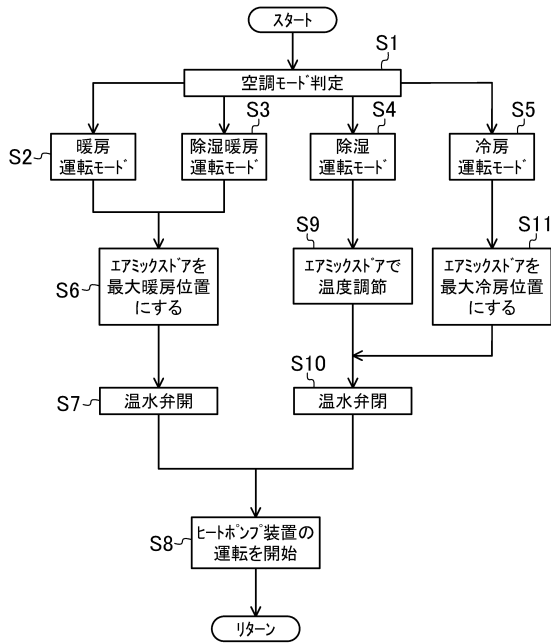 ｽﾀｰﾄ
S1
空調ﾓｰﾄﾞ判定
S2
暖房
運転ﾓｰﾄﾞ
S3
除湿暖房
運転ﾓｰﾄﾞ
S4
除湿
運転ﾓｰﾄﾞ
S5
冷房
運転ﾓｰﾄﾞ
S6
ｴｱﾐｯｸｽﾄﾞｱを
最大暖房位置
にする
S9
ｴｱﾐｯｸｽﾄﾞｱで
温度調節
S11
ｴｱﾐｯｸｽﾄﾞｱを
最大冷房位置
にする
S7
温水弁開
S10
温水弁閉
S8
ﾋｰﾄﾎﾟﾝﾌﾟ装置の
運転を開始
ﾘﾀｰﾝ